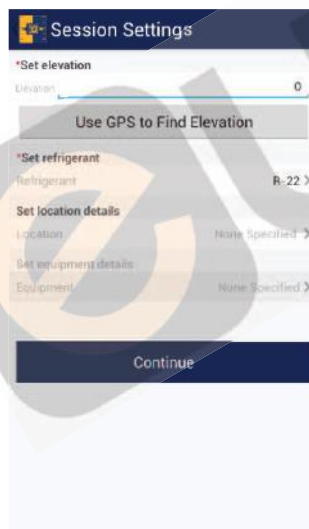 Session Settings
*Set elevation
Elevation 0
Use GPS to Find Elevation
*Set refrigerant
Refrigerant R-22 >
Set location details
Location None Specified >
Set equipment details
Equipment None Specified >
Continue